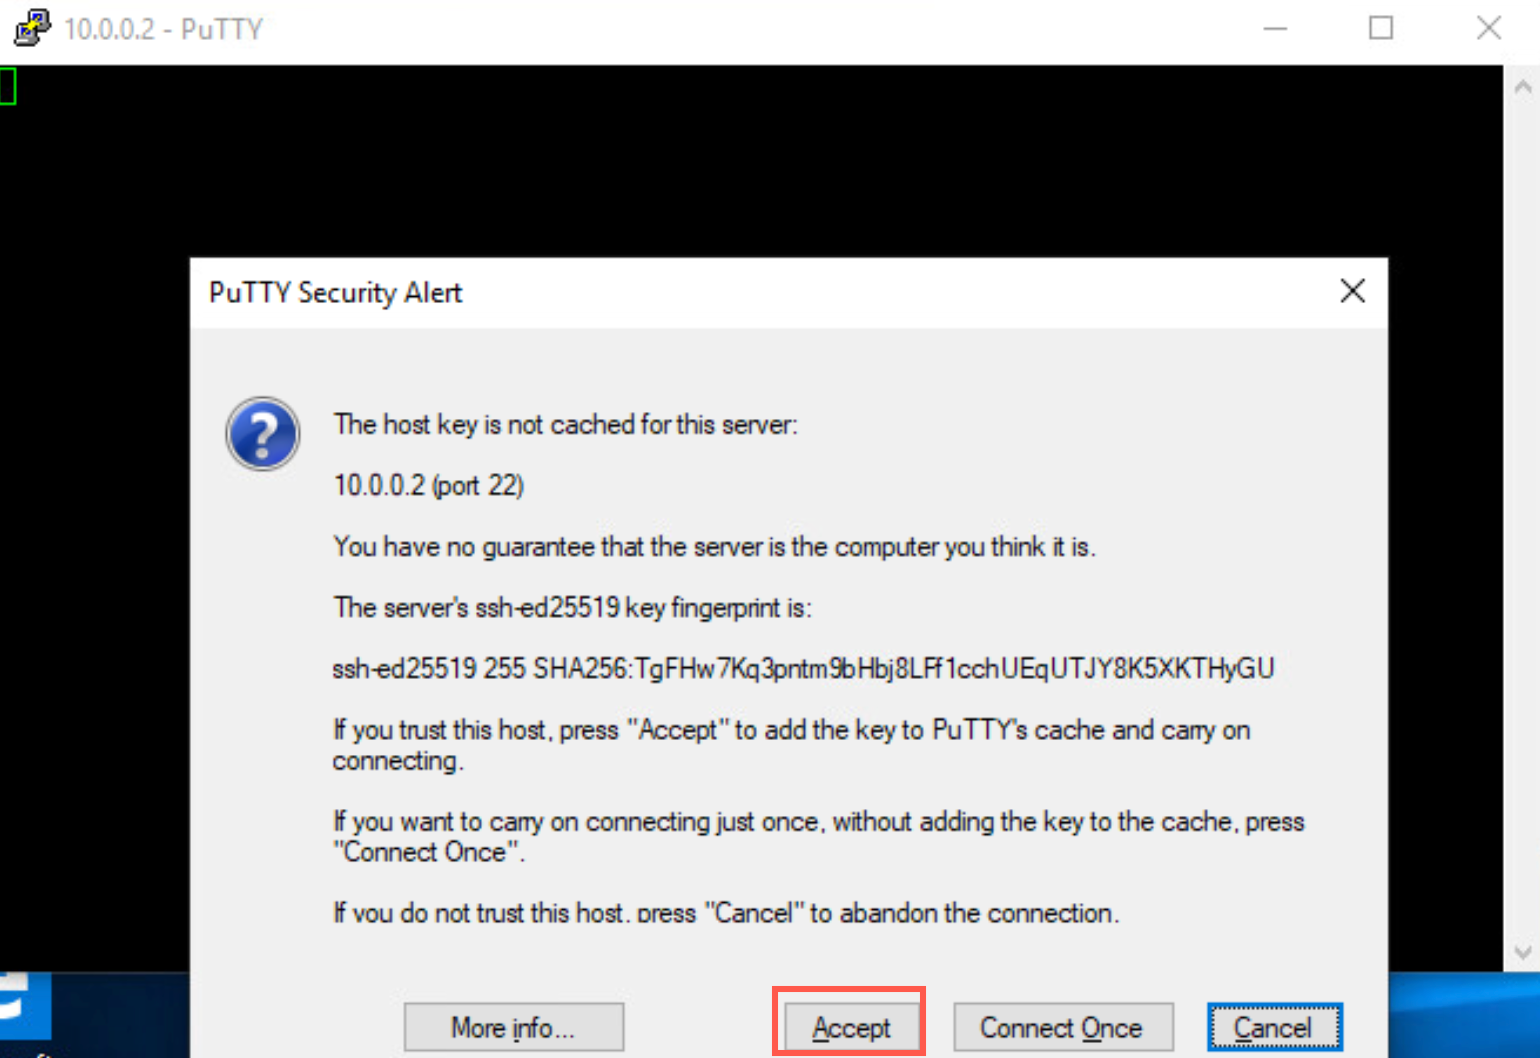 10.0.0.2 - PuTTY
PuTTY Security Alert
The host key is not cached for this server:
10.0.0.2 (port 22)
You have no guarantee that the server is the computer you think it is.
The server's ssh-ed25519 key fingerprint is:
ssh-ed25519 255 SHA256:TgFHw7Kq3pntm9bHbj8LFf1cchUEqUTJY8K5XKTHyGU
If you trust this host, press "Accept" to add the key to PuTTY's cache and carry on
connecting.
If you want to carry on connecting just once, without adding the key to the cache, press
"Connect Once".
If you do not trust this host, press "Cancel" to abandon the connection.
More info...
Accept
Connect Once
Cancel